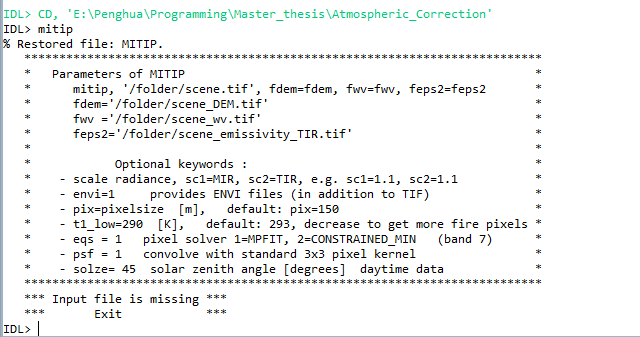 IDL> CD, 'E:\Penghua\Programming\Master_thesis\Atmospheric_Correction'
IDL> mitip
% Restored file: MITIP.
******************************************************************************
*   Parameters of MITIP                                                      *
*      mitip, '/folder/scene.tif', fdem=fdem, fwv=fwv, feps2=feps2           *
*      fdem='/folder/scene_DEM.tif'                                          *
*      fwv ='/folder/scene_wv.tif'                                           *
*      feps2='/folder/scene_emissivity_TIR.tif'                              *
*                                                                            *
*            Optional keywords :                                             *
*    - scale radiance, sc1=MIR, sc2=TIR, e.g. sc1=1.1, sc2=1.1               *
*    - envi=1     provides ENVI files (in addition to TIF)                   *
*    - pix=pixelsize  [m],   default: pix=150                                *
*    - t1_low=290  [K],   default: 293, decrease to get more fire pixels     *
*    - eqs = 1   pixel solver 1=MPFIT, 2=CONSTRAINED_MIN   (band 7)          *
*    - psf = 1   convolve with standard 3x3 pixel kernel                     *
*    - solze= 45  solar zenith angle [degrees]  daytime data                 *
******************************************************************************
*** Input file is missing ***
***       Exit            ***
IDL>